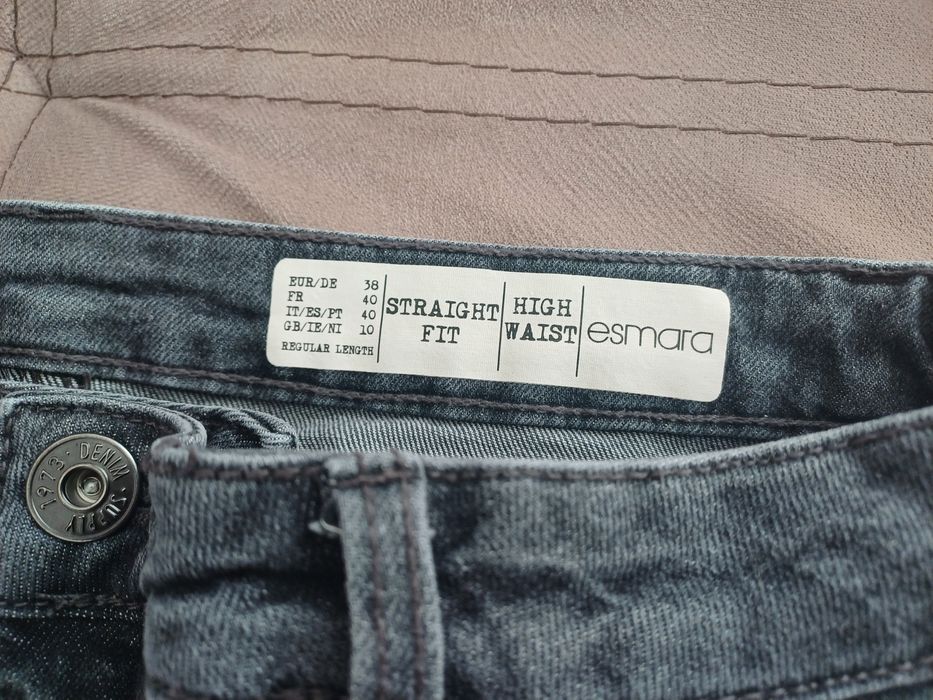 EUR/DE 38
FR 40
IT/ES/PT 40
GB/IE/NI 10
REGULAR LENGTH
STRAIGHT
FIT
HIGH
WAIST
esmara
1973 · DENIM · SUPPLY